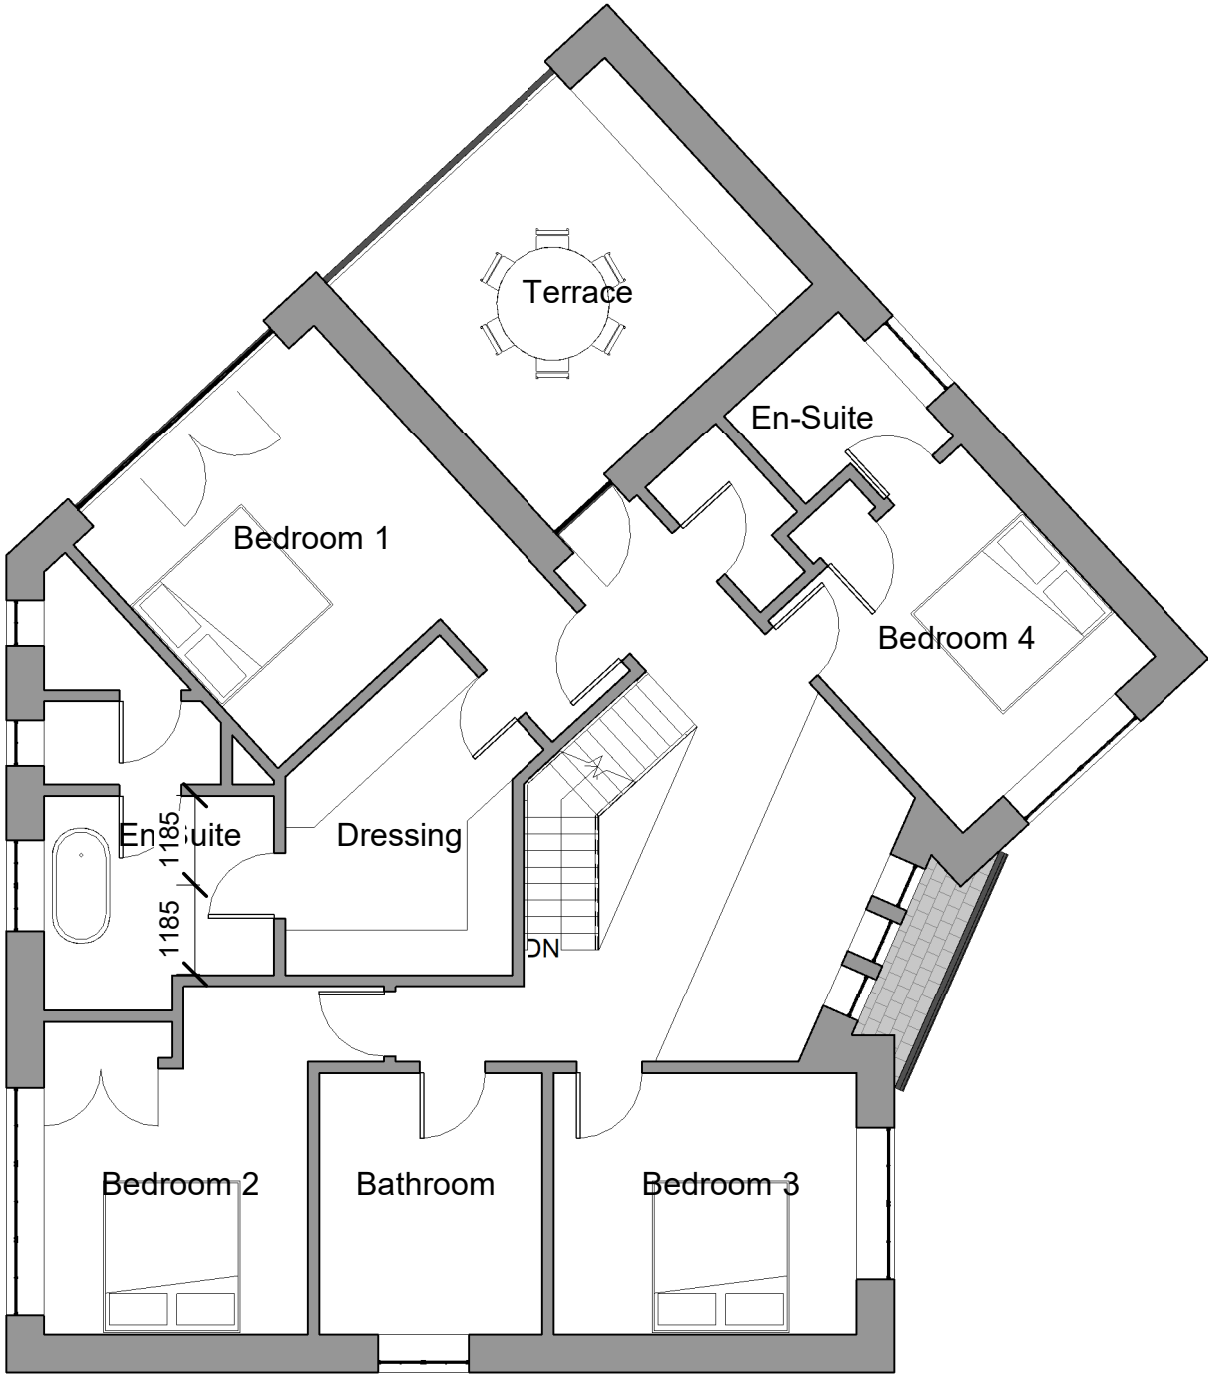 Terrace
En-Suite
Bedroom 1
Bedroom 4
En-Suite
1185
Dressing
1185
DN
Bedroom 2
Bathroom
Bedroom 3